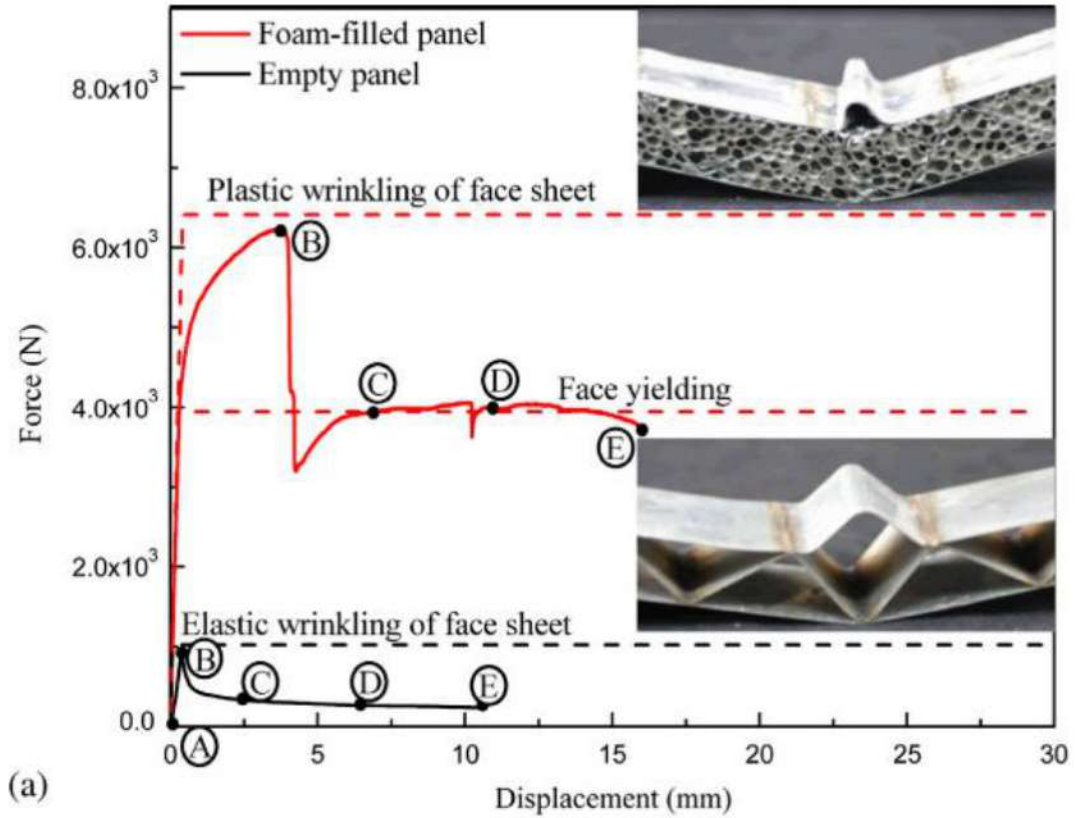 Foam-filled panel
Empty panel
8.0x10³
Plastic wrinkling of face sheet
6.0x10³
B
C
D
Face yielding
4.0x10³
E
Force (N)
2.0x10³
Elastic wrinkling of face sheet
B
C
D
E
0.0
A
0 5 10 15 20 25 30
(a)
Displacement (mm)